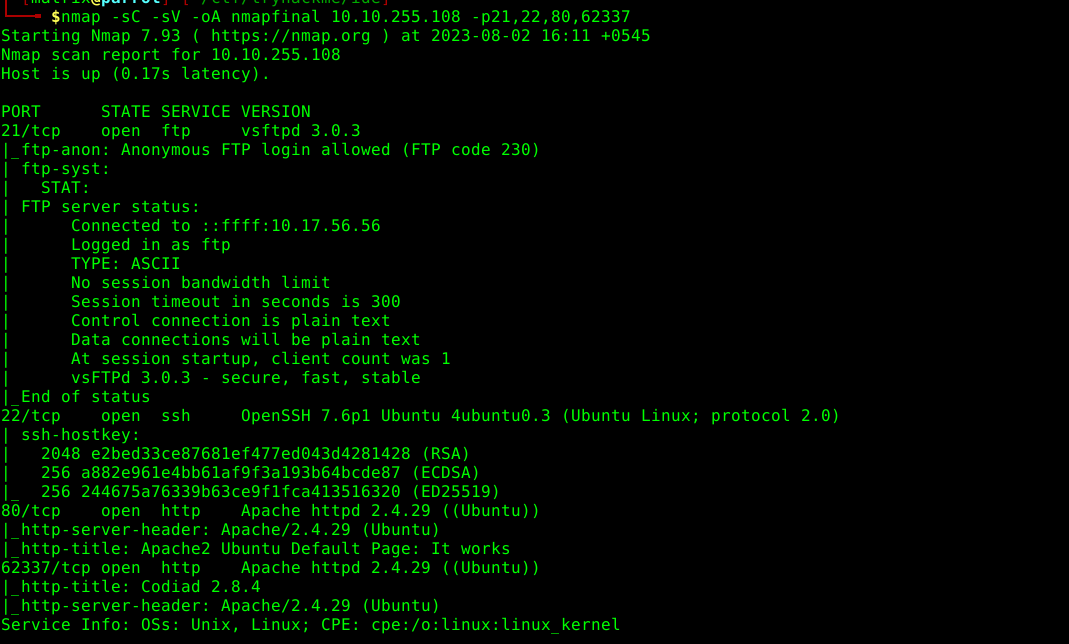 [matrix@parrot]-[~/ctf/tryhackme/ide]
$nmap -sC -sV -oA nmapfinal 10.10.255.108 -p21,22,80,62337
Starting Nmap 7.93 ( https://nmap.org ) at 2023-08-02 16:11 +0545
Nmap scan report for 10.10.255.108
Host is up (0.17s latency).
PORT      STATE SERVICE VERSION
21/tcp    open  ftp     vsftpd 3.0.3
|_ftp-anon: Anonymous FTP login allowed (FTP code 230)
| ftp-syst:
|   STAT:
| FTP server status:
|      Connected to ::ffff:10.17.56.56
|      Logged in as ftp
|      TYPE: ASCII
|      No session bandwidth limit
|      Session timeout in seconds is 300
|      Control connection is plain text
|      Data connections will be plain text
|      At session startup, client count was 1
|      vsFTPd 3.0.3 - secure, fast, stable
|_End of status
22/tcp    open  ssh     OpenSSH 7.6p1 Ubuntu 4ubuntu0.3 (Ubuntu Linux; protocol 2.0)
| ssh-hostkey:
|   2048 e2bed33ce87681ef477ed043d4281428 (RSA)
|   256 a882e961e4bb61af9f3a193b64bcde87 (ECDSA)
|_  256 244675a76339b63ce9f1fca413516320 (ED25519)
80/tcp    open  http    Apache httpd 2.4.29 ((Ubuntu))
|_http-server-header: Apache/2.4.29 (Ubuntu)
|_http-title: Apache2 Ubuntu Default Page: It works
62337/tcp open  http    Apache httpd 2.4.29 ((Ubuntu))
|_http-title: Codiad 2.8.4
|_http-server-header: Apache/2.4.29 (Ubuntu)
Service Info: OSs: Unix, Linux; CPE: cpe:/o:linux:linux_kernel